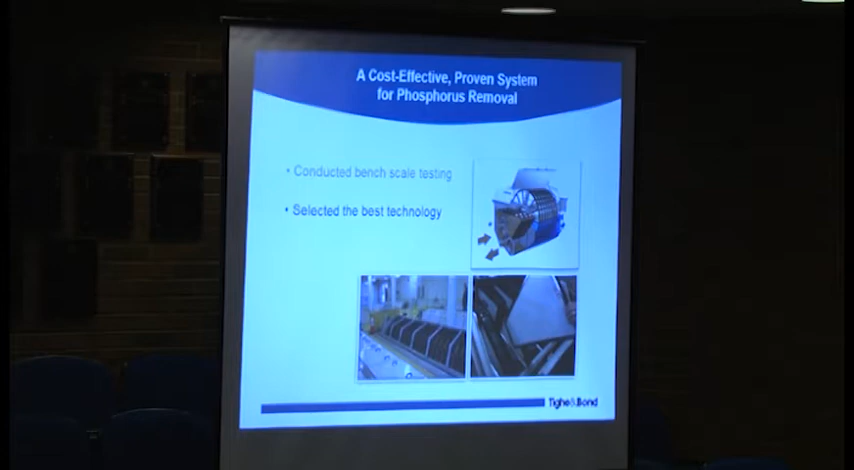 A Cost-Effective, Proven System
for Phosphorus Removal
• Conducted bench scale testing
• Selected the best technology
Tighe&Bond